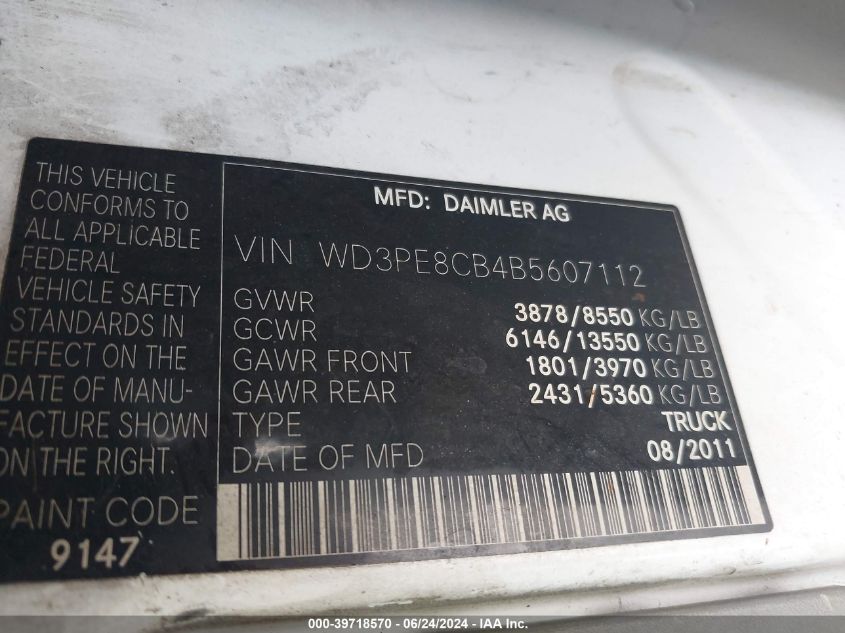 THIS VEHICLE
CONFORMS TO
ALL APPLICABLE
FEDERAL
VEHICLE SAFETY
STANDARDS IN
EFFECT ON THE
DATE OF MANU-
FACTURE SHOWN
ON THE RIGHT.
PAINT CODE
9147
MFD: DAIMLER AG
VIN WD3PE8CB4B5607112
GVWR 3878/8550 KG/LB
GCWR 6146/13550 KG/LB
GAWR FRONT 1801/3970 KG/LB
GAWR REAR 2431/5360 KG/LB
TYPE TRUCK
DATE OF MFD 08/2011
000-39718570 / 06/24/2024 - IAA Inc.